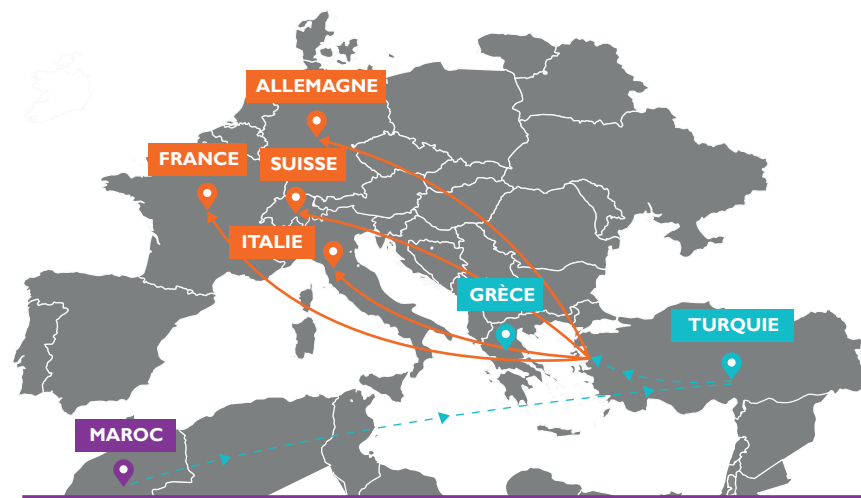 ALLEMAGNE
FRANCE
SUISSE
ITALIE
GRÈCE
TURQUIE
MAROC